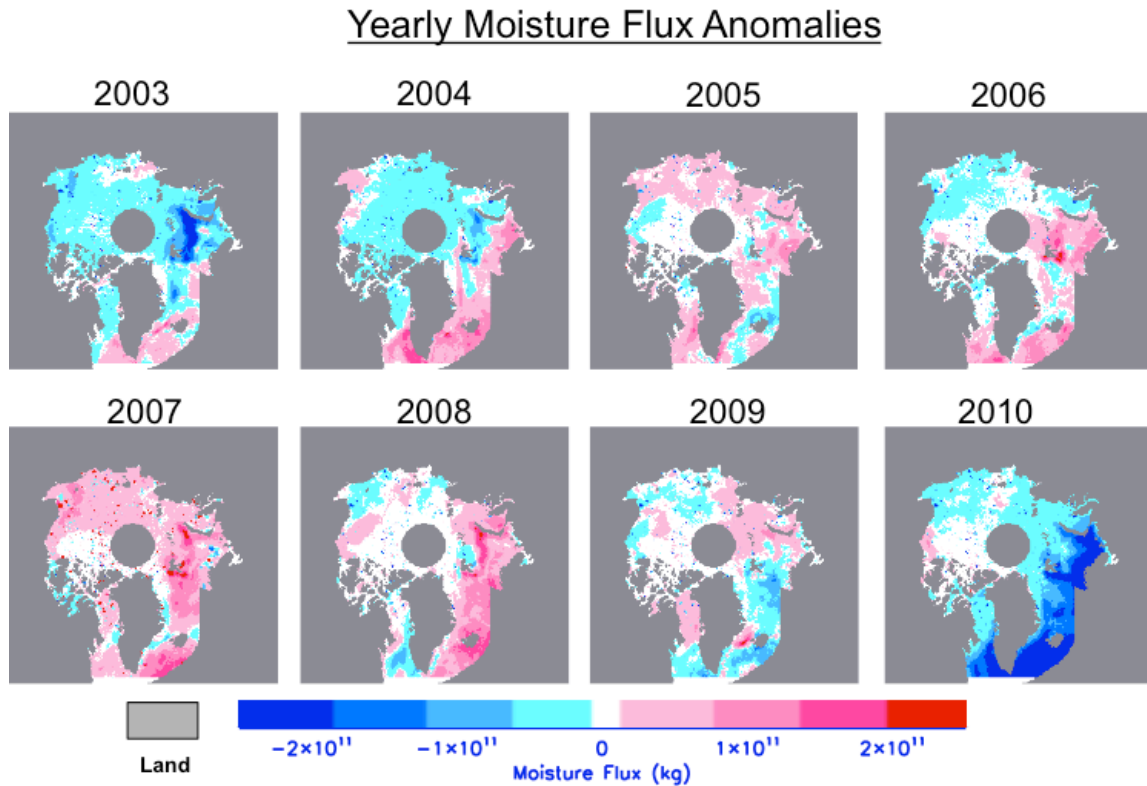 Yearly Moisture Flux Anomalies
2003 2004 2005 2006
2007 2008 2009 2010
−2×10¹¹ −1×10¹¹ 0 1×10¹¹ 2×10¹¹
Moisture Flux (kg)
Land